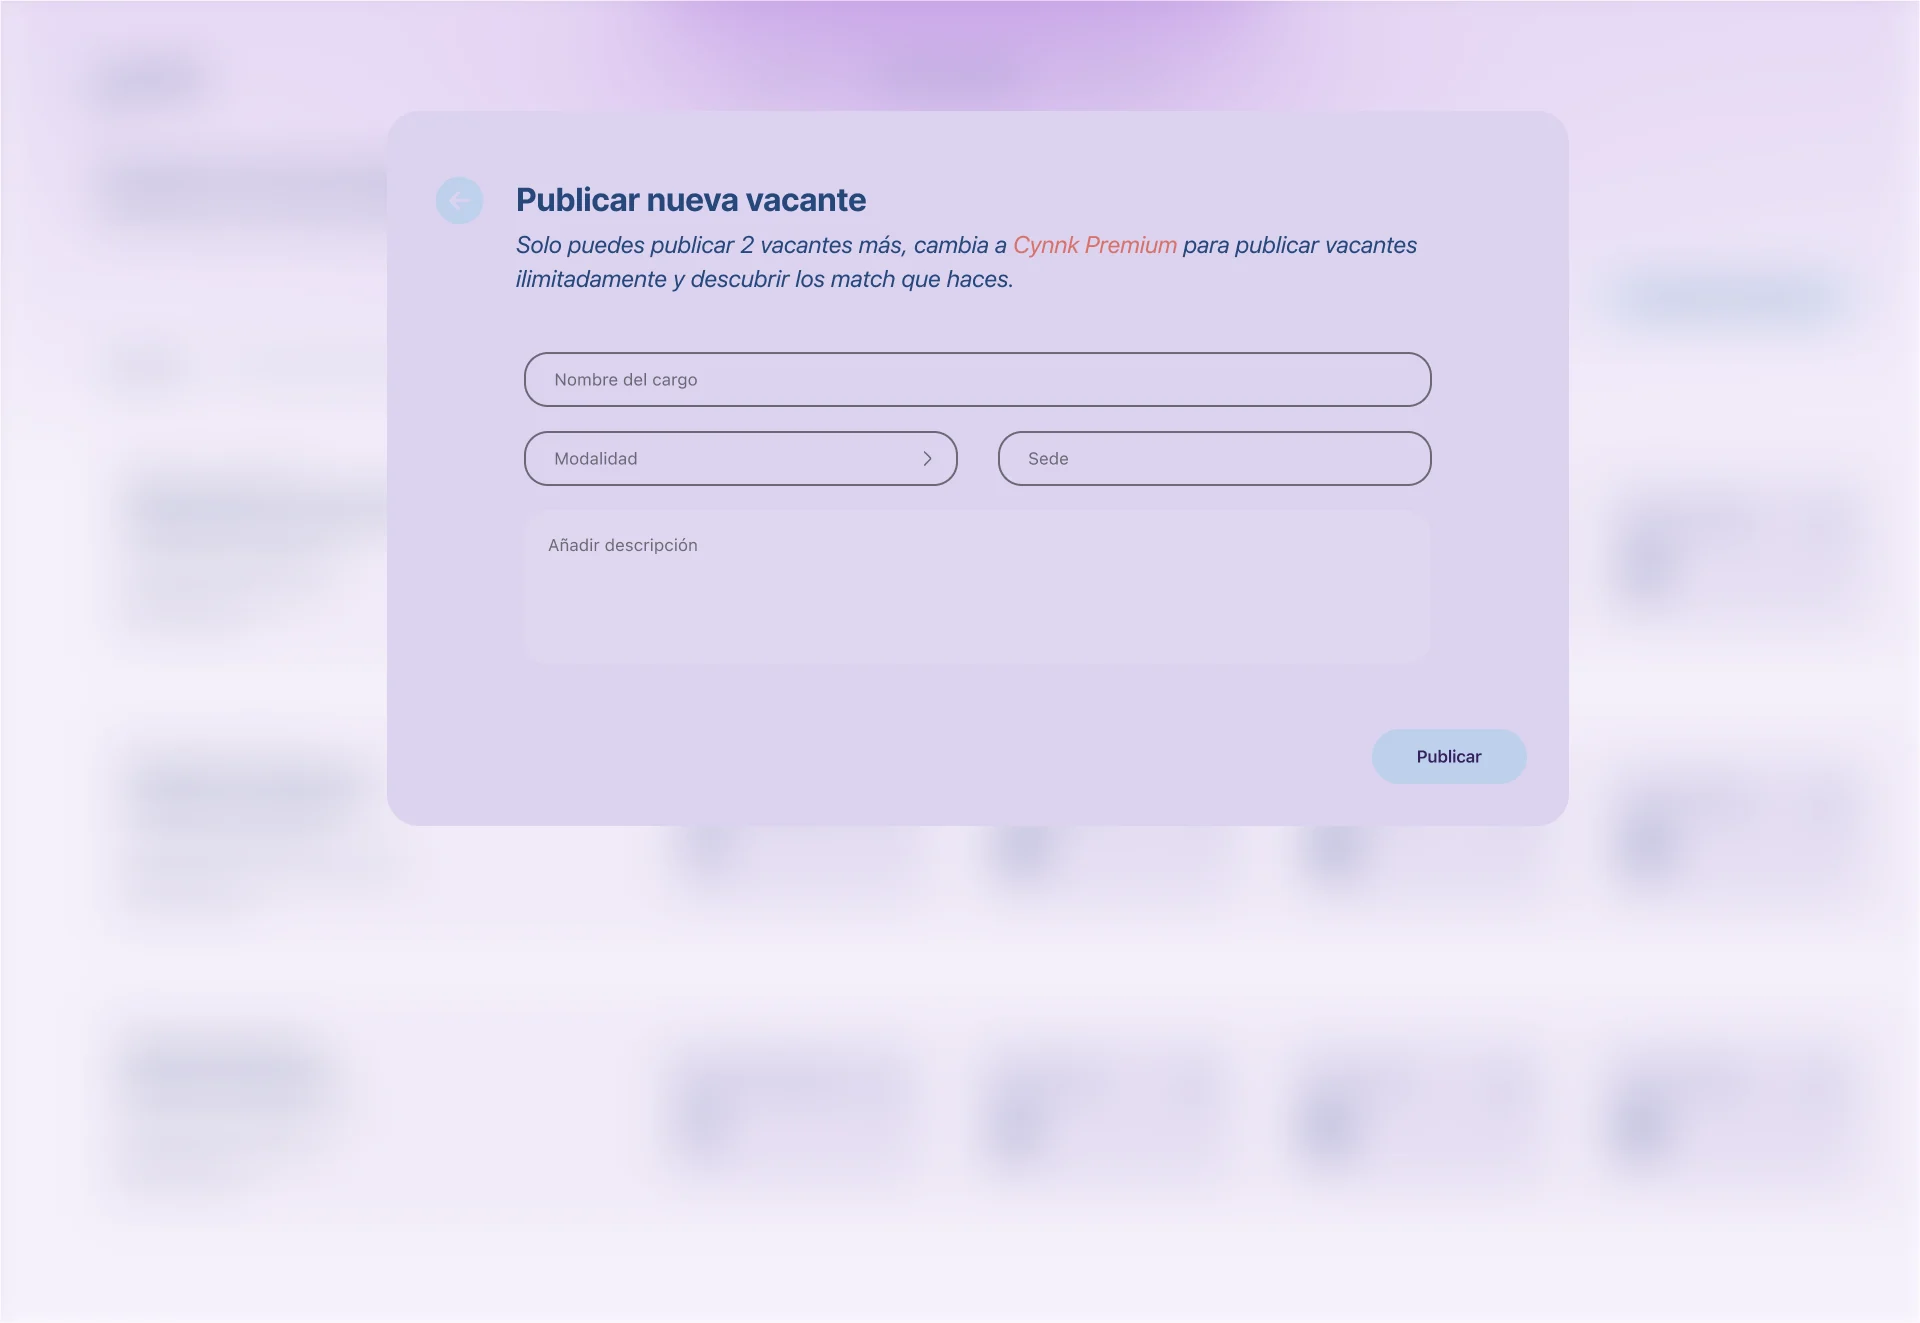 Publicar nueva vacante
Solo puedes publicar 2 vacantes más, cambia a Cynnk Premium para publicar vacantes
ilimitadamente y descubrir los match que haces.
Nombre del cargo
Modalidad
Sede
Añadir descripción
Publicar